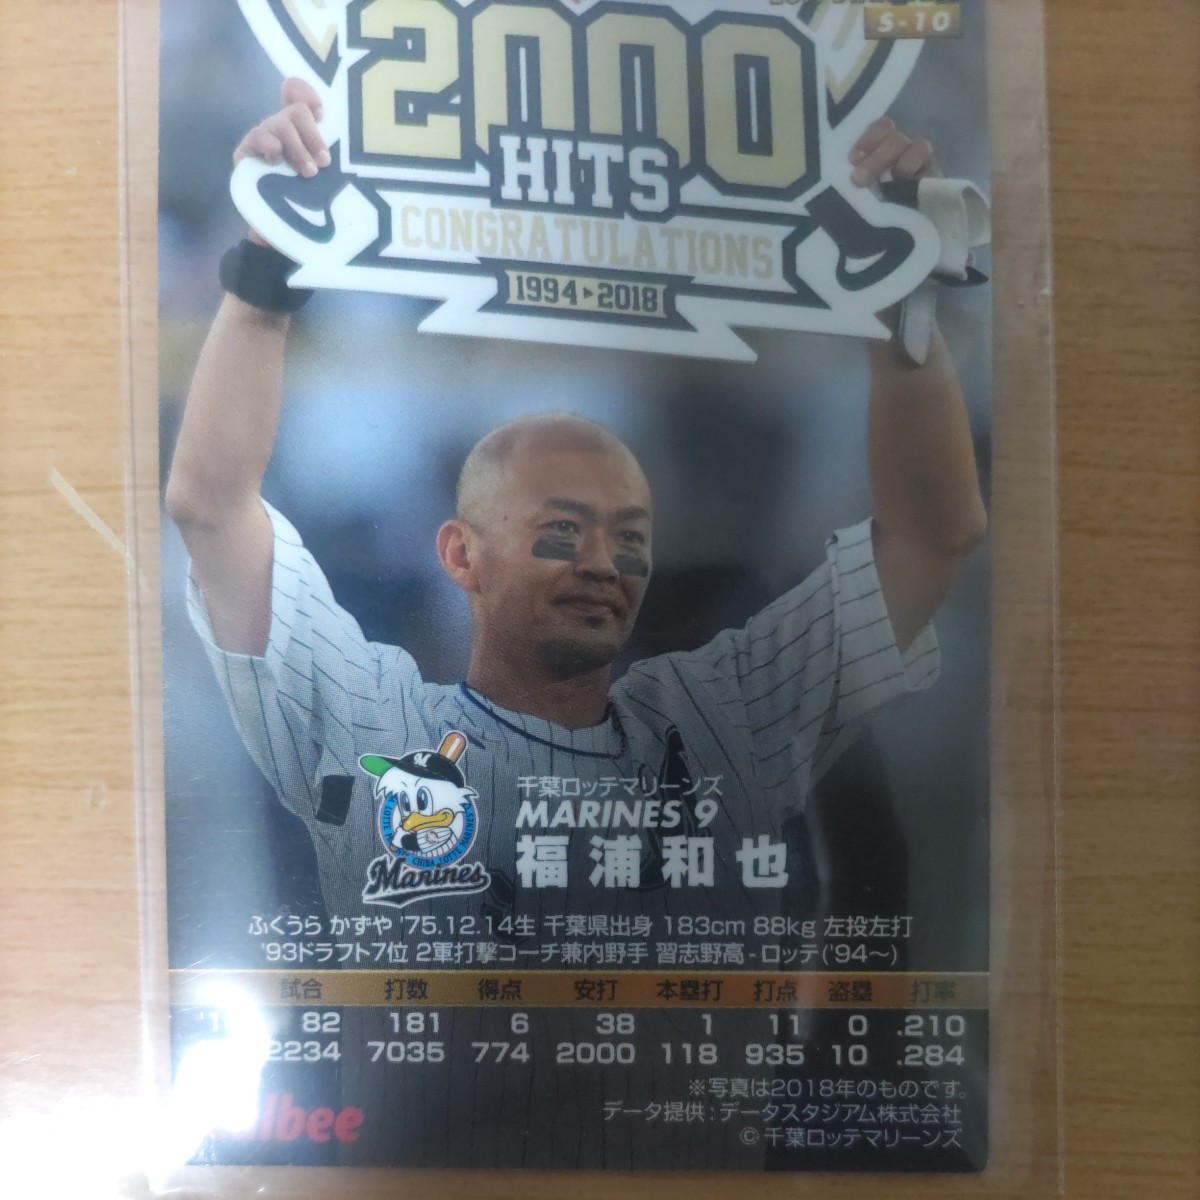 S-10
2000
HITS
CONGRATULATIONS
1994▶2018
M
CHIBA LOTTE MARINES
Marines
千葉ロッテマリーンズ
MARINES 9
福浦和也
ふくうら かずや '75.12.14生 千葉県出身 183cm 88kg 左投左打
'93ドラフト7位 2軍打撃コーチ兼内野手 習志野高-ロッテ('94～)
試合 打数 得点 安打 本塁打 打点 盗塁 打率
82 181 6 38 1 11 0 .210
2234 7035 774 2000 118 935 10 .284
※写真は2018年のものです。
データ提供:データスタジアム株式会社
©千葉ロッテマリーンズ